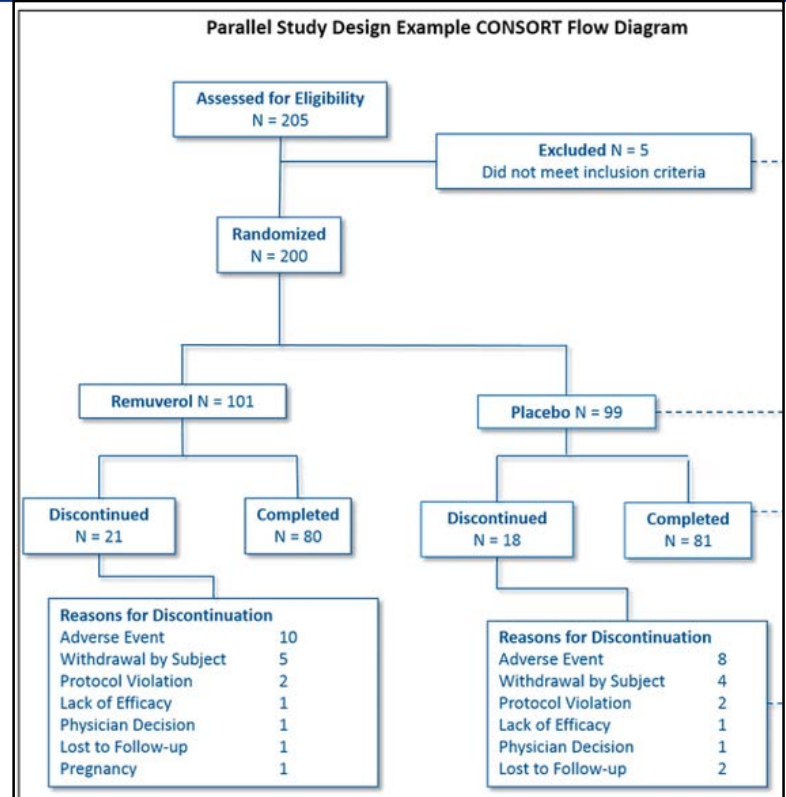 Parallel Study Design Example CONSORT Flow Diagram
Assessed for Eligibility
N = 205
Excluded N = 5
Did not meet inclusion criteria
Randomized
N = 200
Remuverol N = 101
Placebo N = 99
Discontinued
N = 21
Completed
N = 80
Discontinued
N = 18
Completed
N = 81
Reasons for Discontinuation
Adverse Event 10
Withdrawal by Subject 5
Protocol Violation 2
Lack of Efficacy 1
Physician Decision 1
Lost to Follow-up 1
Pregnancy 1
Reasons for Discontinuation
Adverse Event 8
Withdrawal by Subject 4
Protocol Violation 2
Lack of Efficacy 1
Physician Decision 1
Lost to Follow-up 2